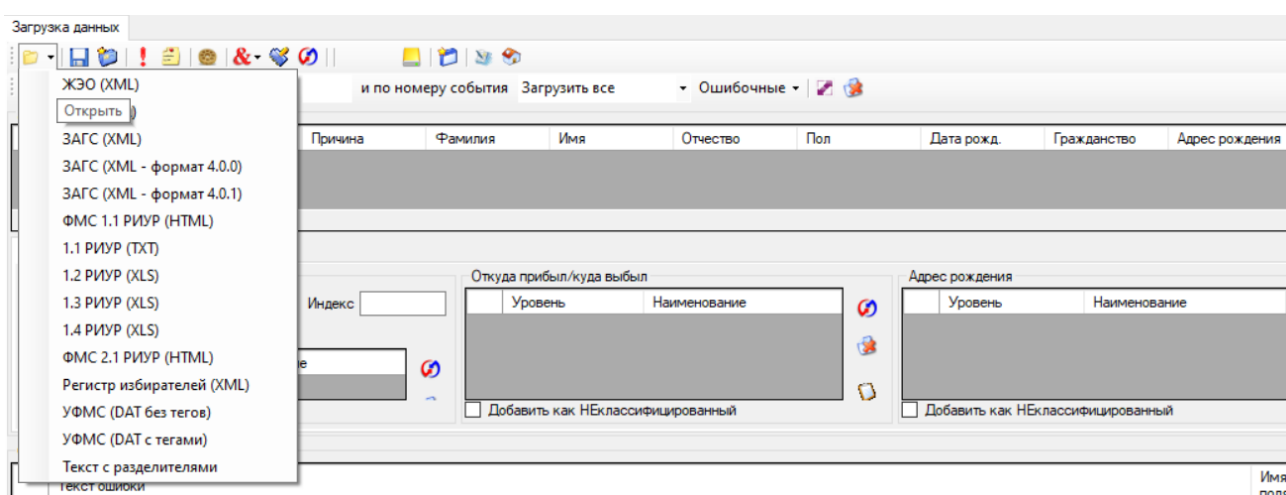 Загрузка данных
ЖЭО (XML)
и по номеру события Загрузить все Ошибочные
Открыть
ЗАГС (XML)
Причина Фамилия Имя Отчество Пол Дата рожд. Гражданство Адрес рождения
ЗАГС (XML - формат 4.0.0)
ЗАГС (XML - формат 4.0.1)
ФМС 1.1 РИУР (HTML)
1.1 РИУР (TXT)
1.2 РИУР (XLS)
1.3 РИУР (XLS)
1.4 РИУР (XLS)
ФМС 2.1 РИУР (HTML)
Регистр избирателей (XML)
УФМС (DAT без тегов)
УФМС (DAT с тегами)
Текст с разделителями
Индекс
Откуда прибыл/куда выбыл
Уровень Наименование
Добавить как НЕклассифицированный
Адрес рождения
Уровень Наименование
Добавить как НЕклассифицированный
Текст ошибки